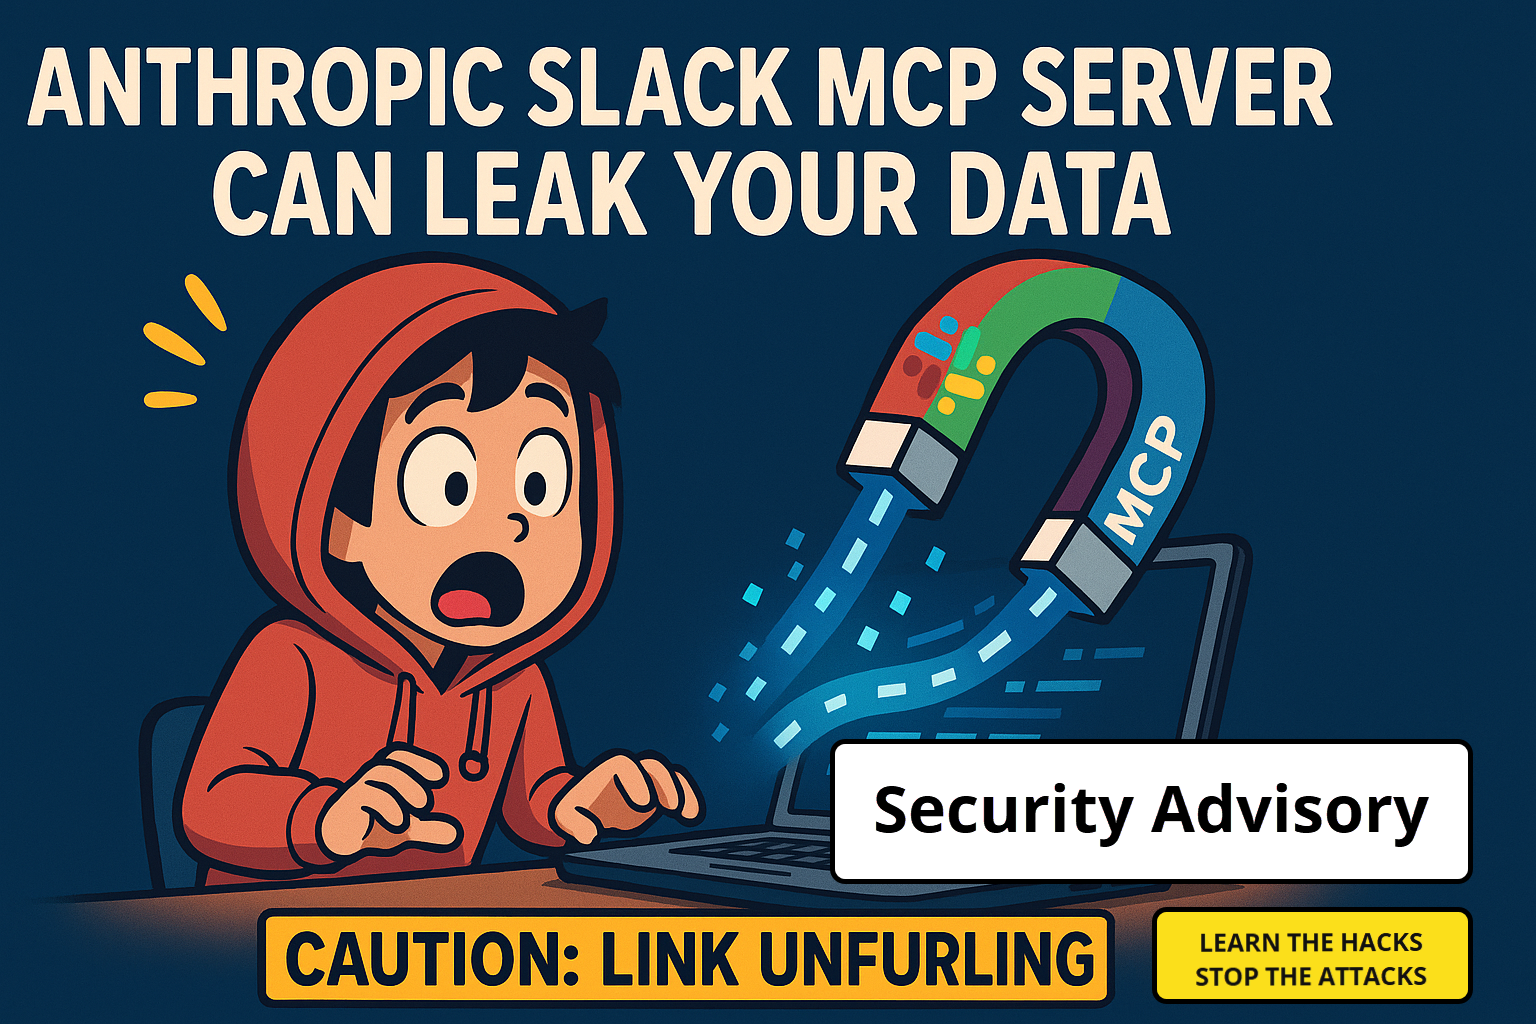 ANTHROPIC SLACK MCP SERVER
CAN LEAK YOUR DATA
MCP
Security Advisory
CAUTION: LINK UNFURLING
LEARN THE HACKS
STOP THE ATTACKS